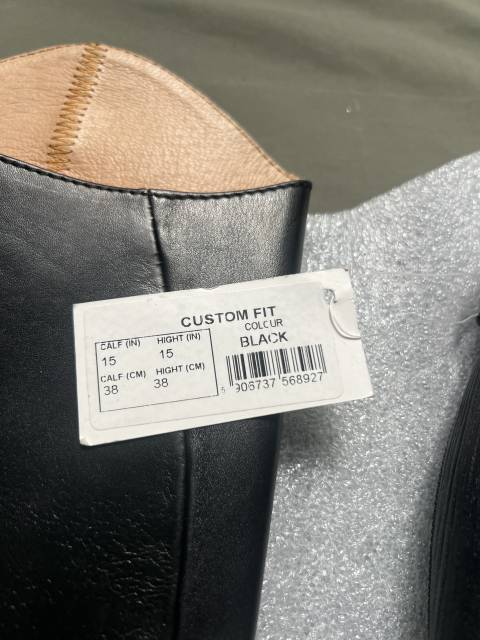 CUSTOM FIT
COLOUR
BLACK
CALF (IN) HIGHT (IN)
15 15
CALF (CM) HIGHT (CM)
38 38
5 906737 568927